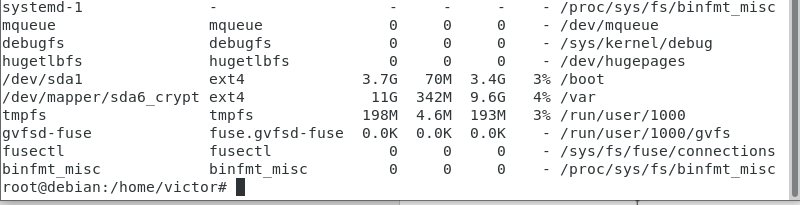 systemd-1 - - - - - /proc/sys/fs/binfmt_misc
mqueue mqueue 0 0 0 - /dev/mqueue
debugfs debugfs 0 0 0 - /sys/kernel/debug
hugetlbfs hugetlbfs 0 0 0 - /dev/hugepages
/dev/sda1 ext4 3.7G 70M 3.4G 3% /boot
/dev/mapper/sda6_crypt ext4 11G 342M 9.6G 4% /var
tmpfs tmpfs 198M 4.6M 193M 3% /run/user/1000
gvfsd-fuse fuse.gvfsd-fuse 0.0K 0.0K 0.0K - /run/user/1000/gvfs
fusectl fusectl 0 0 0 - /sys/fs/fuse/connections
binfmt_misc binfmt_misc 0 0 0 - /proc/sys/fs/binfmt_misc
root@debian:/home/victor#